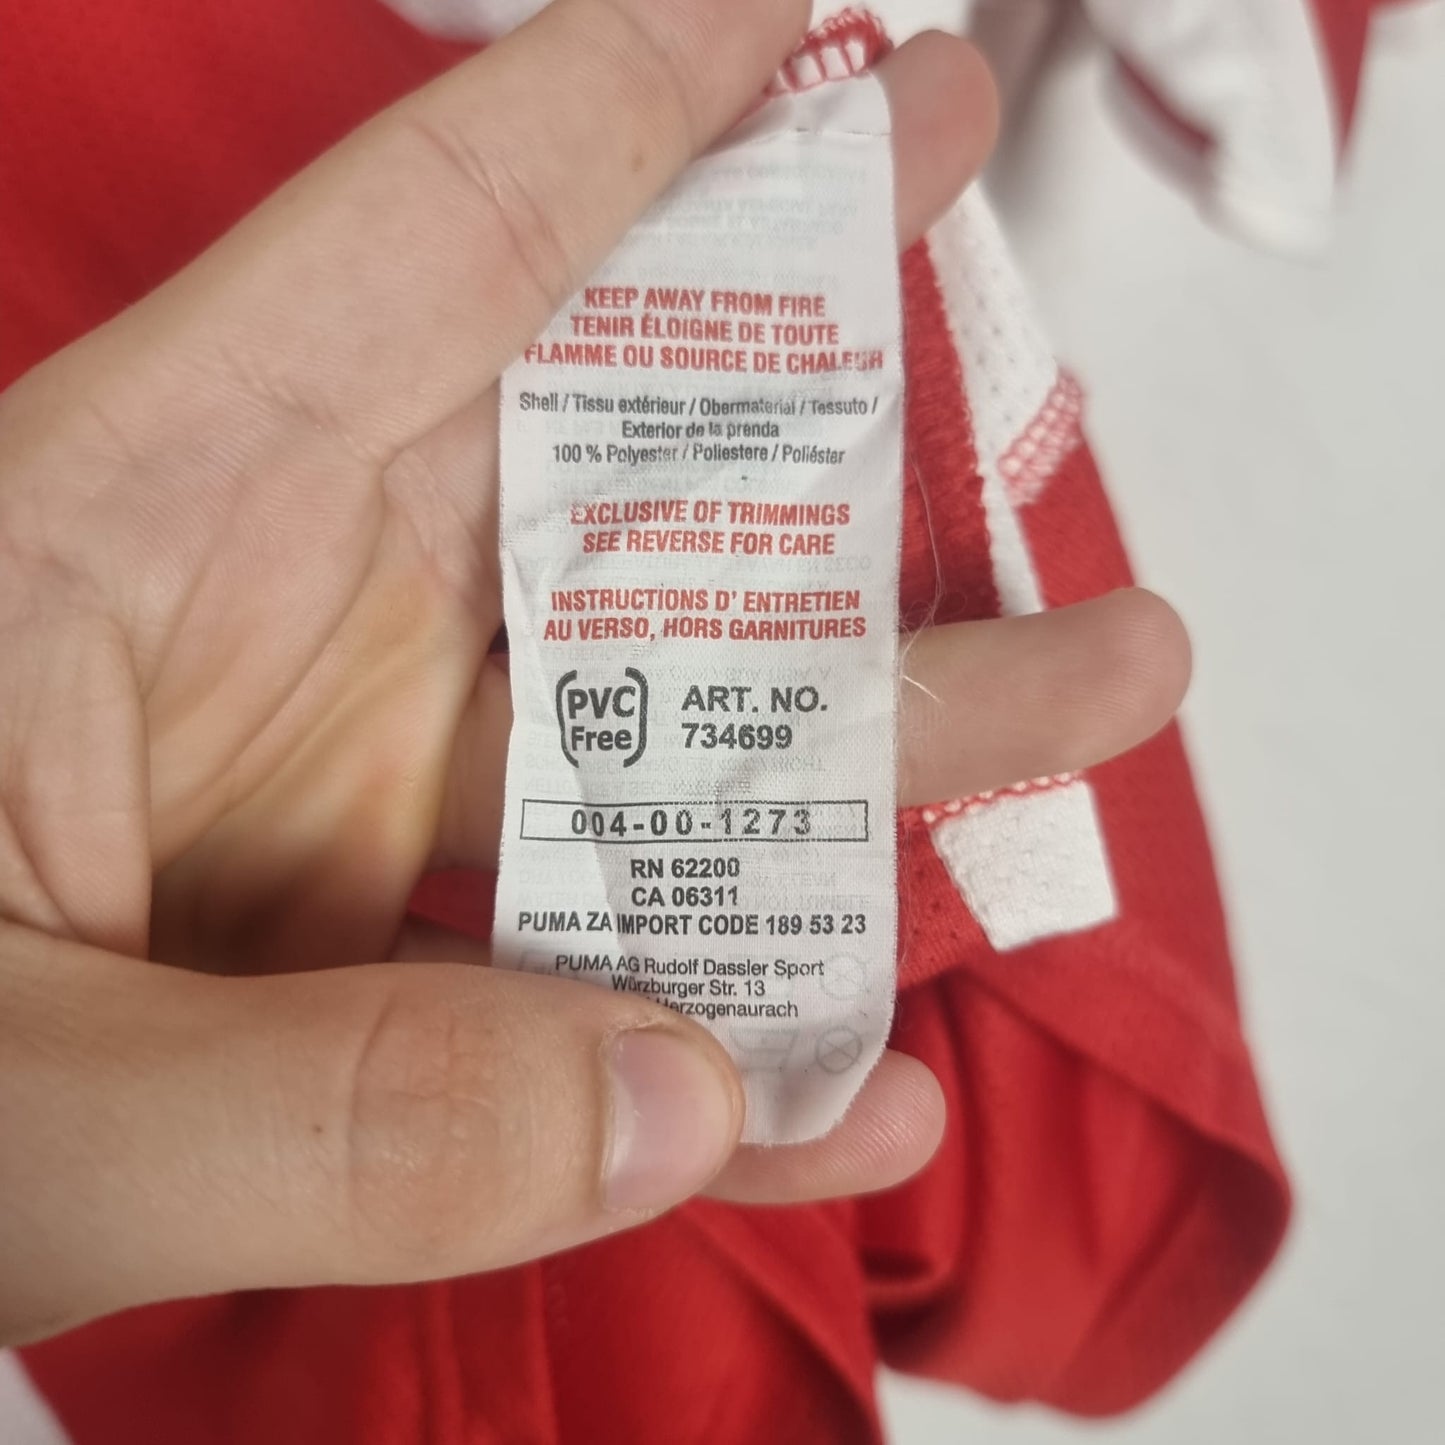 KEEP AWAY FROM FIRE
TENIR ÉLOIGNE DE TOUTE
FLAMME OU SOURCE DE CHALEUR
Shell / Tissu extérieur / Obermaterial / Tessuto /
Exterior de la prenda
100 % Polyester / Poliestere / Poliéster
EXCLUSIVE OF TRIMMINGS
SEE REVERSE FOR CARE
INSTRUCTIONS D' ENTRETIEN
AU VERSO, HORS GARNITURES
PVC
Free
ART. NO.
734699
004-00-1273
RN 62200
CA 06311
PUMA ZA IMPORT CODE 189 53 23
PUMA AG Rudolf Dassler Sport
Würzburger Str. 13
Herzogenaurach